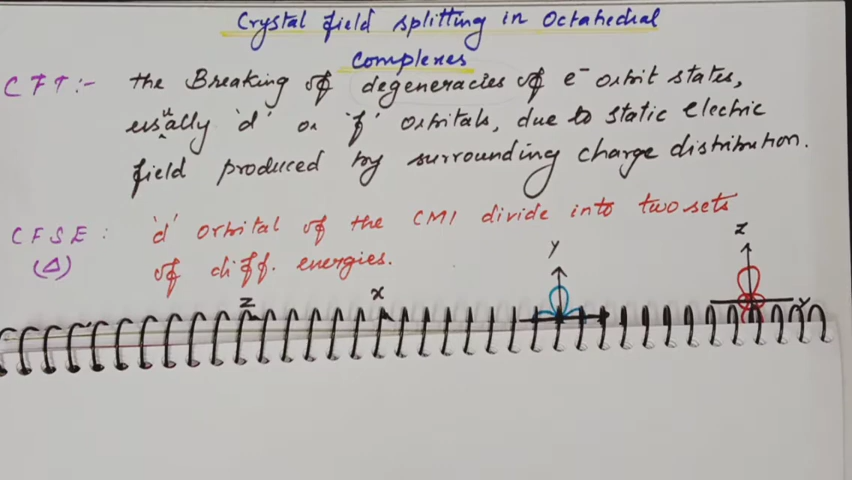 Crystal field splitting in Octahedral
Complexes
CFT:- the Breaking of degeneracies of e⁻ orbit states,
usually 'd' or 'f' orbitals, due to static electric
field produced by surrounding charge distribution.
CFSE: 'd' orbital of the CMI divide into two sets
(Δ) of diff. energies.
Z X Y Z
Y